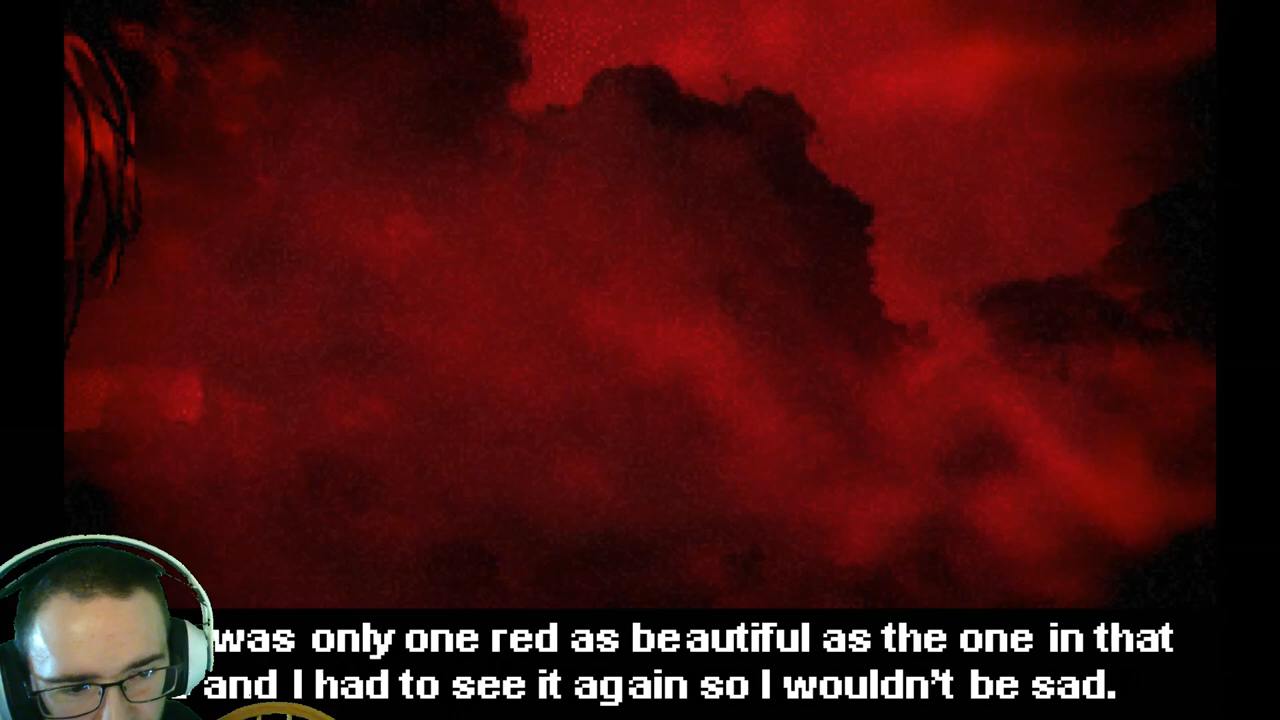 was only one red as beautiful as the one in that
and I had to see it again so I wouldn't be sad.